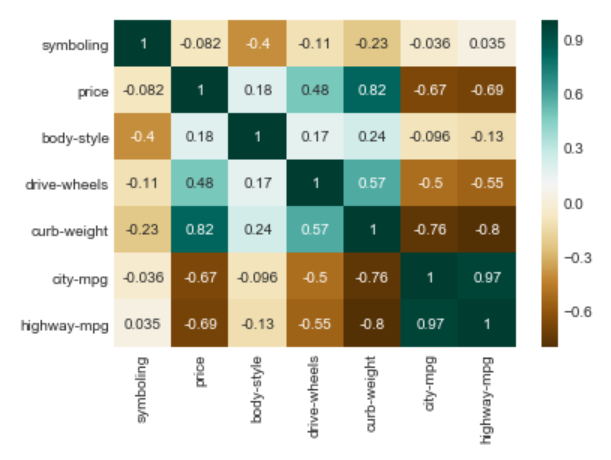 symboling 1 -0.082 -0.4 -0.11 -0.23 -0.036 0.035
price -0.082 1 0.18 0.48 0.82 -0.67 -0.69
body-style -0.4 0.18 1 0.17 0.24 -0.096 -0.13
drive-wheels -0.11 0.48 0.17 1 0.57 -0.5 -0.55
curb-weight -0.23 0.82 0.24 0.57 1 -0.76 -0.8
city-mpg -0.036 -0.67 -0.096 -0.5 -0.76 1 0.97
highway-mpg 0.035 -0.69 -0.13 -0.55 -0.8 0.97 1
symboling
price
body-style
drive-wheels
curb-weight
city-mpg
highway-mpg
0.9
0.6
0.3
0.0
−0.3
−0.6